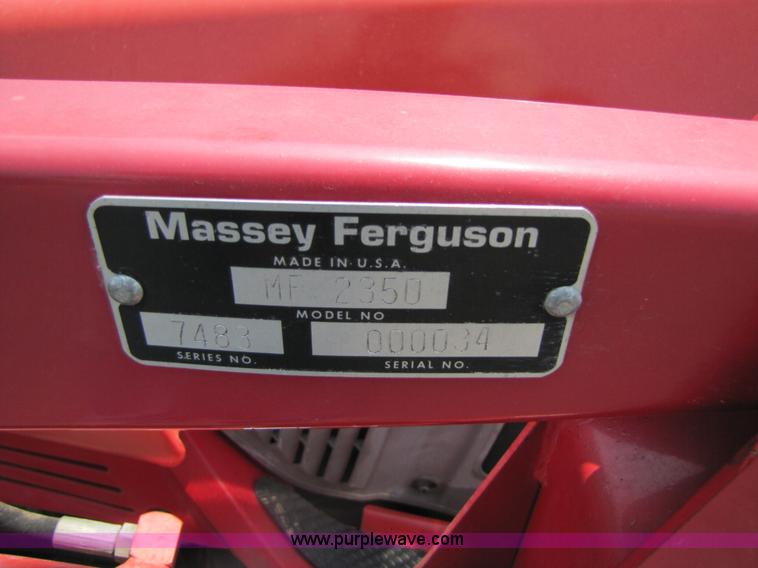 Massey Ferguson
MADE IN U.S.A.
MF 2350
MODEL NO
7483 000034
SERIES NO. SERIAL NO.
www.purplewave.com